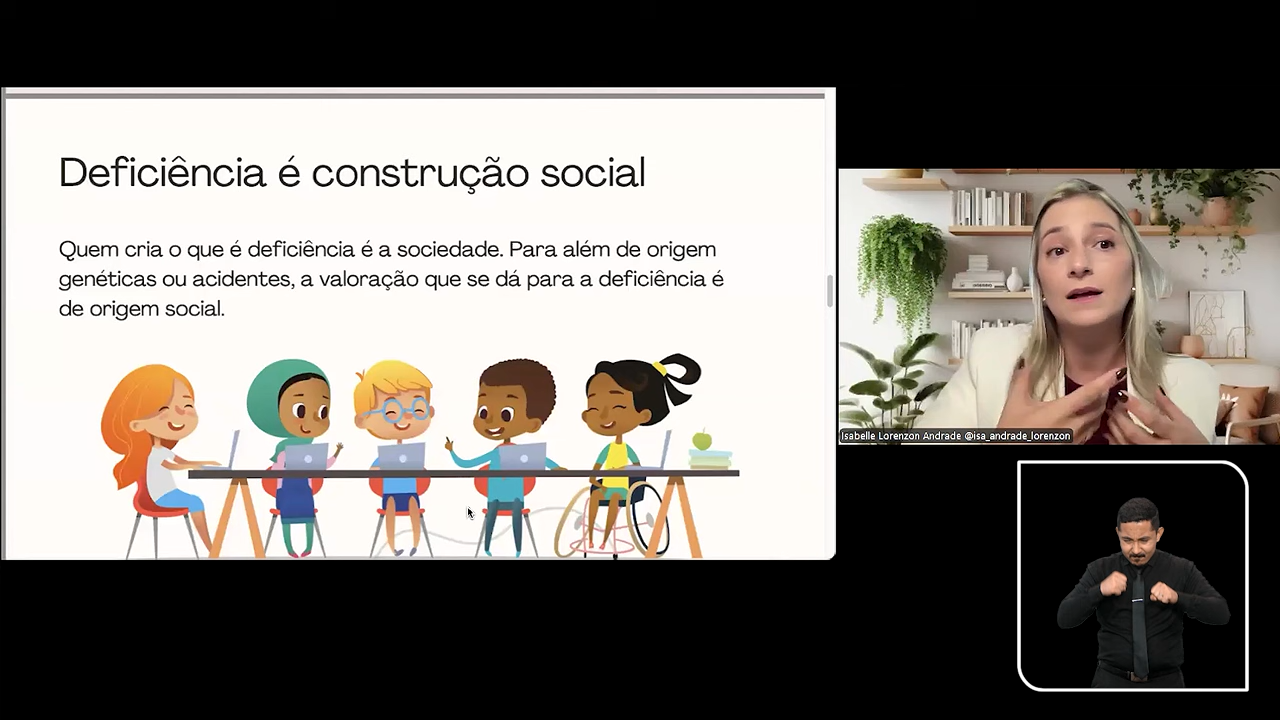 Deficiência é construção social
Quem cria o que é deficiência é a sociedade. Para além de origem
genéticas ou acidentes, a valoração que se dá para a deficiência é
de origem social.
Isabelle Lorenzon Andrade @isa_andrade_lorenzon